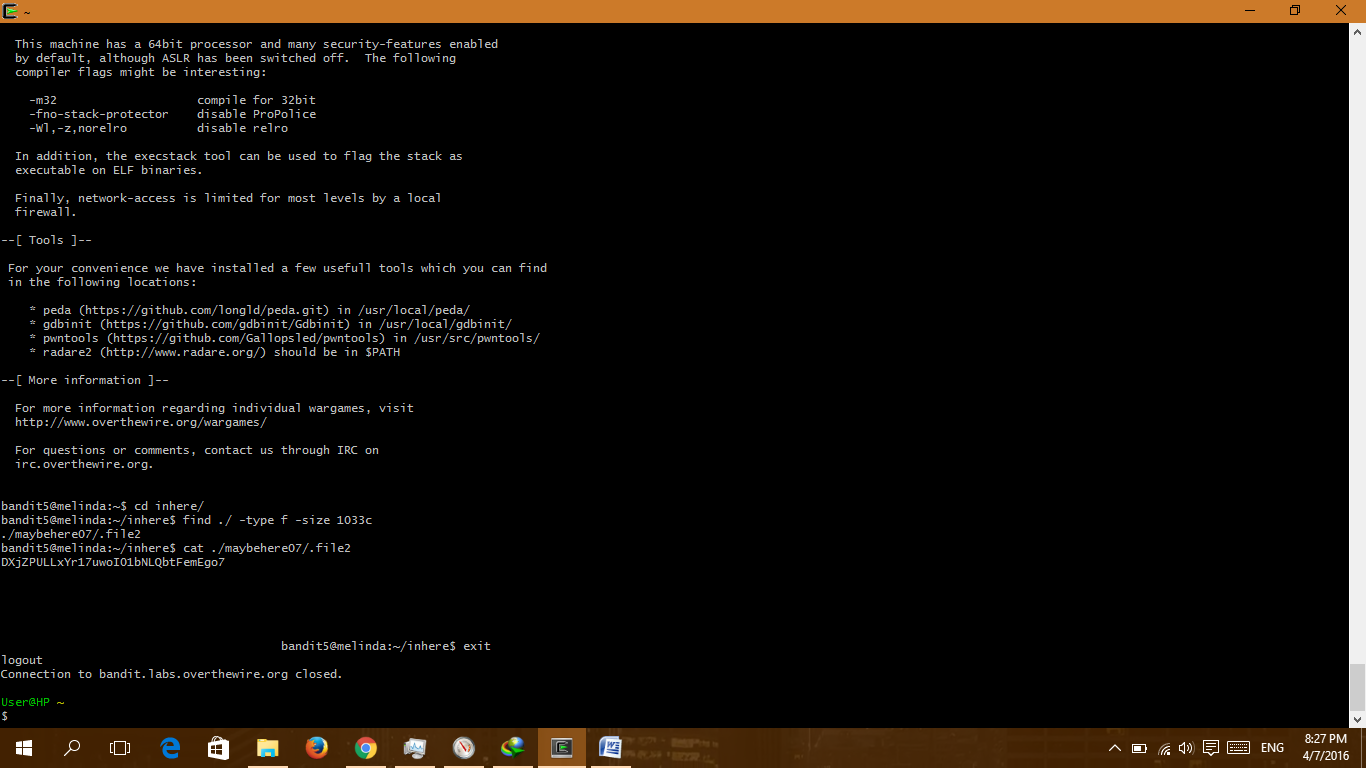 ~
This machine has a 64bit processor and many security-features enabled
by default, although ASLR has been switched off.  The following
compiler flags might be interesting:
-m32                    compile for 32bit
-fno-stack-protector    disable ProPolice
-Wl,-z,norelro          disable relro
In addition, the execstack tool can be used to flag the stack as
executable on ELF binaries.
Finally, network-access is limited for most levels by a local
firewall.
--[ Tools ]--
For your convenience we have installed a few usefull tools which you can find
in the following locations:
* peda (https://github.com/longld/peda.git) in /usr/local/peda/
* gdbinit (https://github.com/gdbinit/Gdbinit) in /usr/local/gdbinit/
* pwntools (https://github.com/Gallopsled/pwntools) in /usr/src/pwntools/
* radare2 (http://www.radare.org/) should be in $PATH
--[ More information ]--
For more information regarding individual wargames, visit
http://www.overthewire.org/wargames/
For questions or comments, contact us through IRC on
irc.overthewire.org.
bandit5@melinda:~$ cd inhere/
bandit5@melinda:~/inhere$ find ./ -type f -size 1033c
./maybehere07/.file2
bandit5@melinda:~/inhere$ cat ./maybehere07/.file2
DXjZPULLxYr17uwoI01bNLQbtFemEgo7
bandit5@melinda:~/inhere$ exit
logout
Connection to bandit.labs.overthewire.org closed.
User@HP ~
$
ENG
8:27 PM
4/7/2016